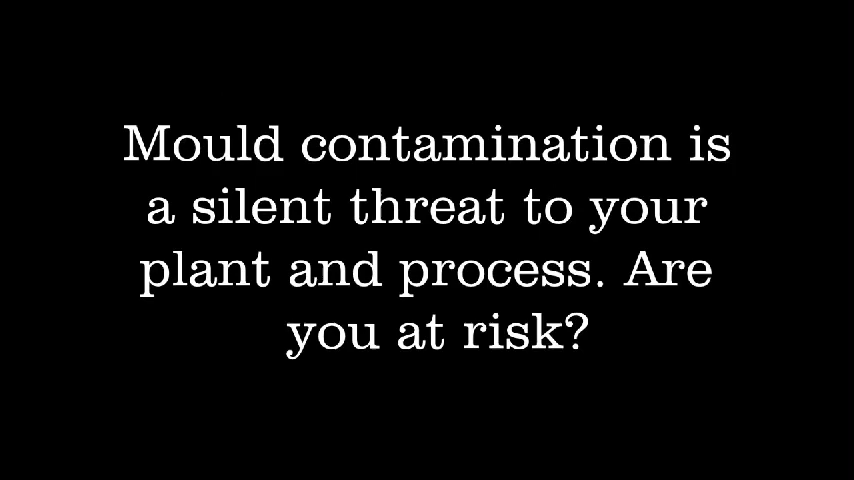 Mould contamination is
a silent threat to your
plant and process. Are
you at risk?